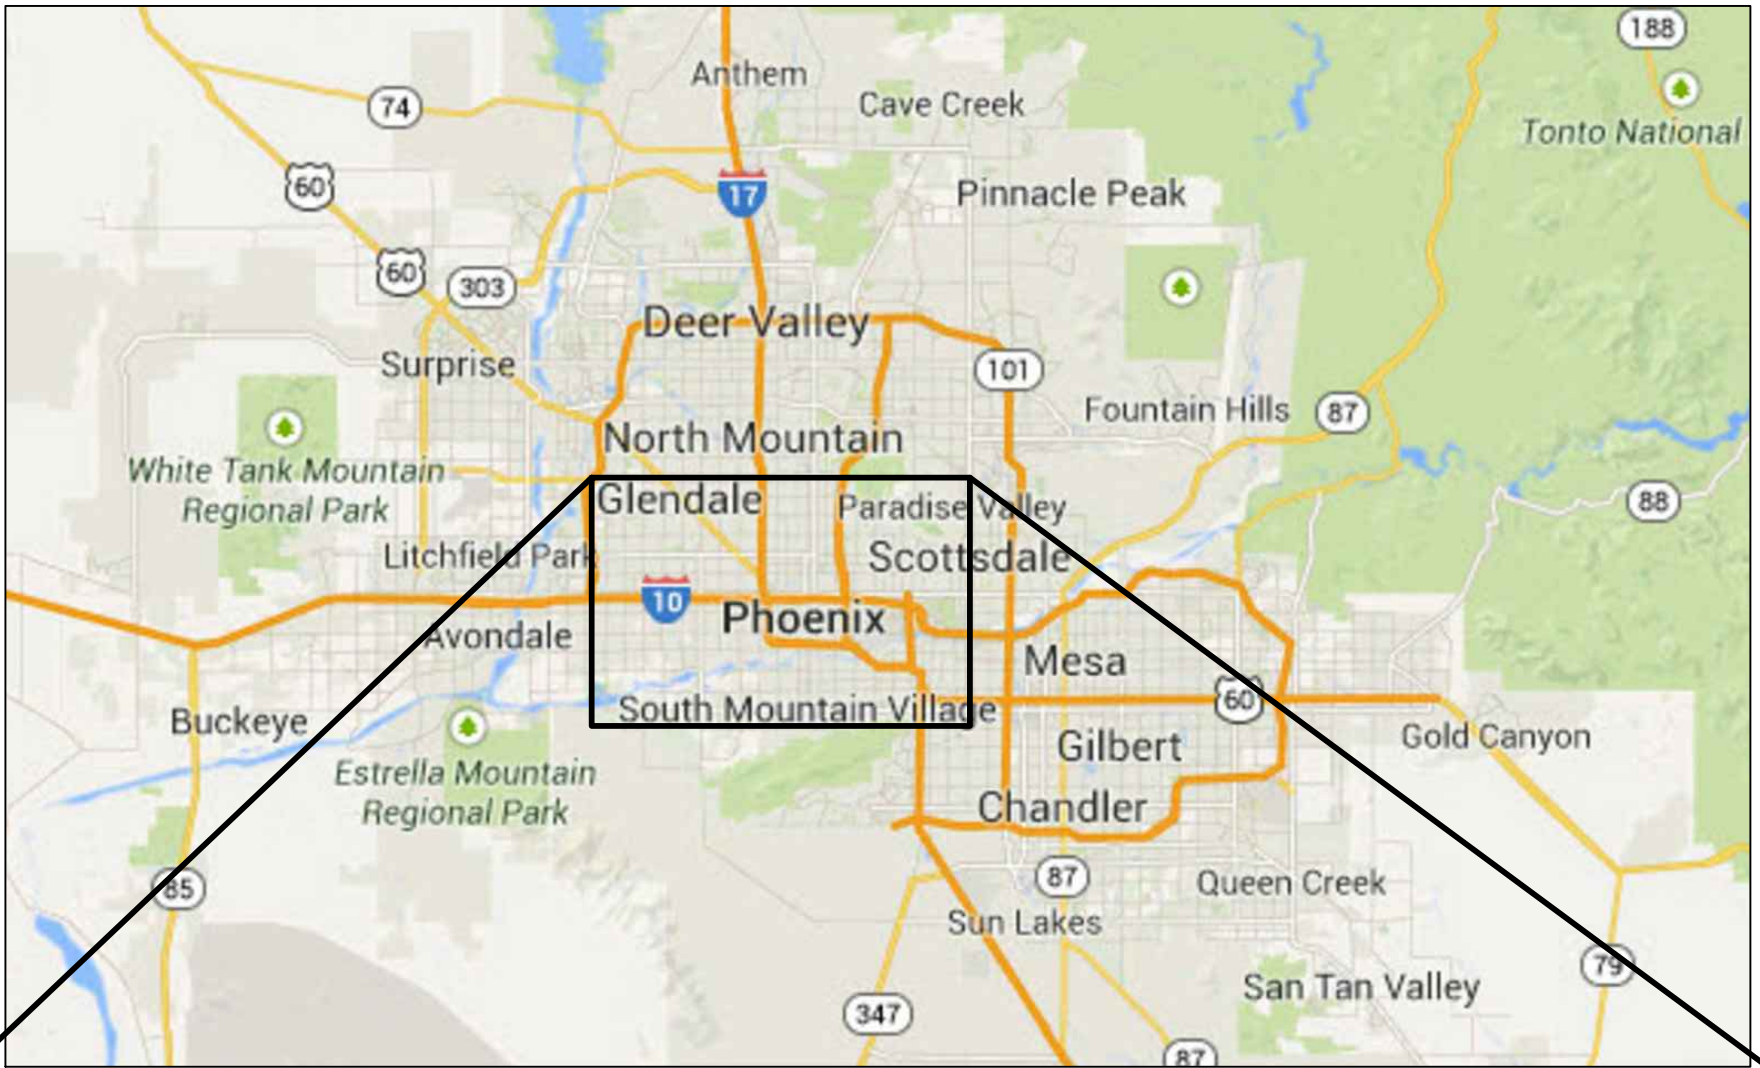 188
Anthem
Cave Creek
74
Tonto National
60
17
Pinnacle Peak
60
303
Deer Valley
Surprise
101
Fountain Hills
87
North Mountain
White Tank Mountain
Regional Park
Glendale
Paradise Valley
88
Litchfield Park
Scottsdale
10
Phoenix
Avondale
Mesa
60
South Mountain Village
Buckeye
Gilbert
Gold Canyon
Estrella Mountain
Regional Park
Chandler
85
87
Queen Creek
Sun Lakes
79
San Tan Valley
347
87